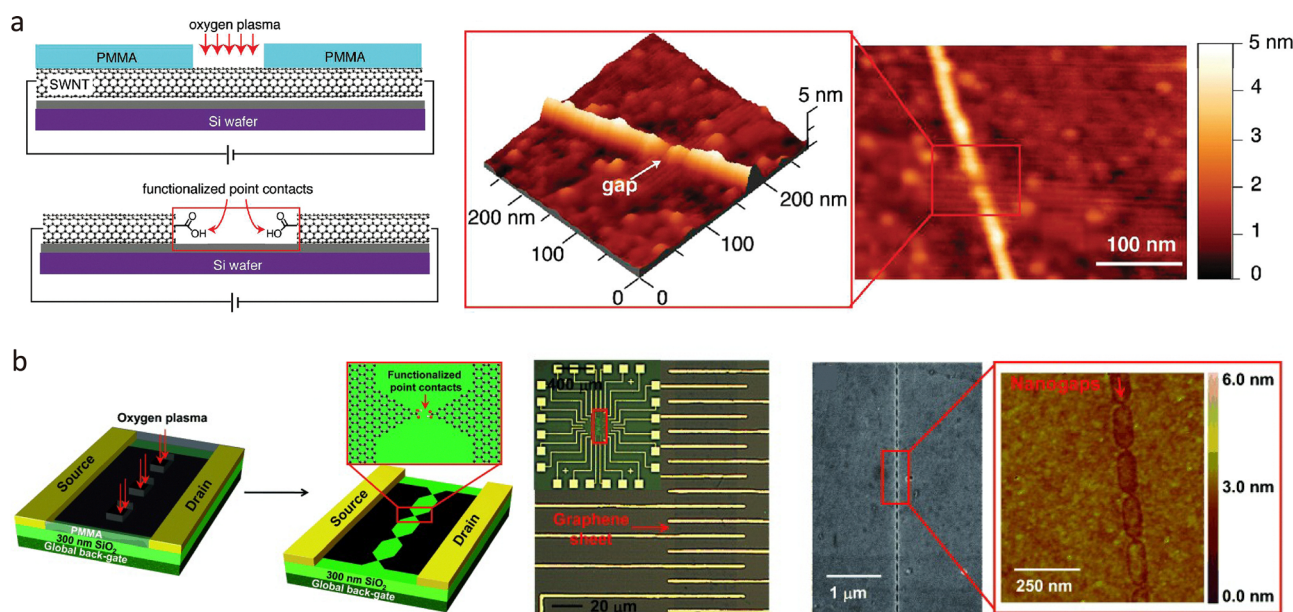 a
oxygen plasma
PMMA
PMMA
SWNT
Si wafer
functionalized point contacts
O
OH
O
HO
Si wafer
gap
5 nm
200 nm
100
0
0
100
200 nm
100 nm
5 nm
4
3
2
1
0
b
Oxygen plasma
Source
Drain
PMMA
300 nm SiO2
Global back-gate
Functionalized
point contacts
Source
Drain
300 nm SiO2
Global back-gate
400 μm
Graphene
sheet
20 μm
1 μm
Nanogaps
250 nm
6.0 nm
3.0 nm
0.0 nm